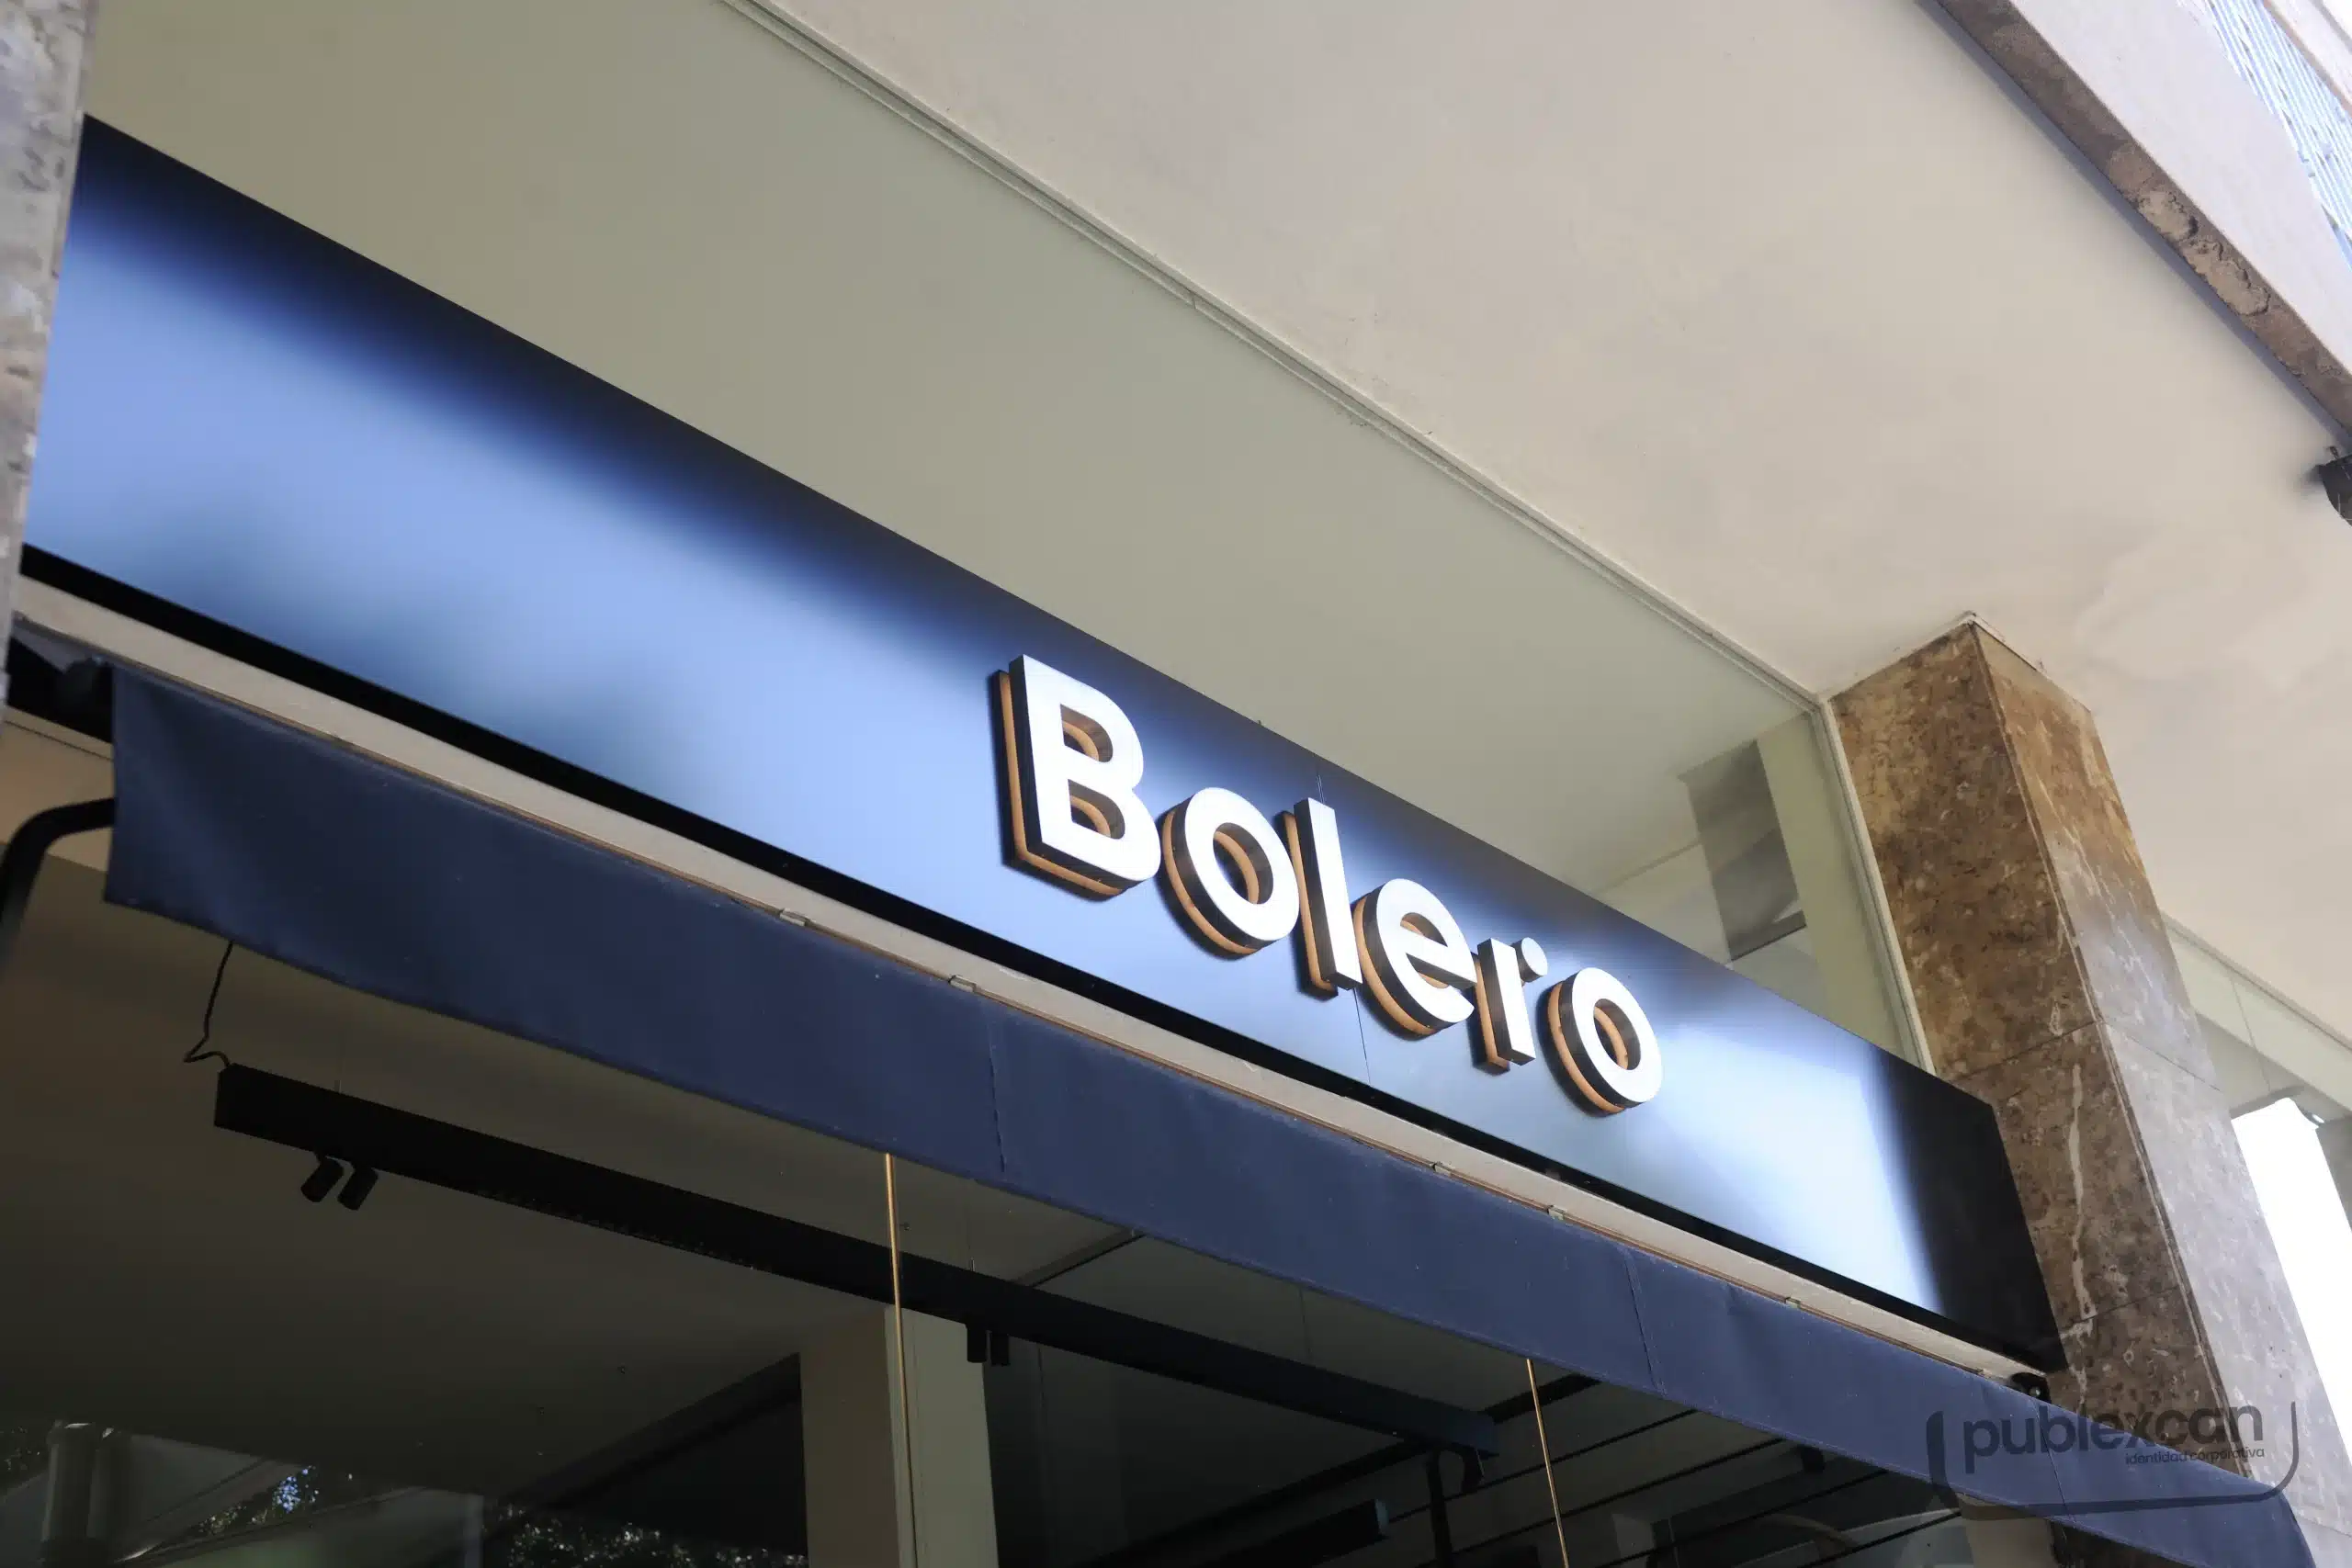 Bolero
publexcan
identidad corporativa